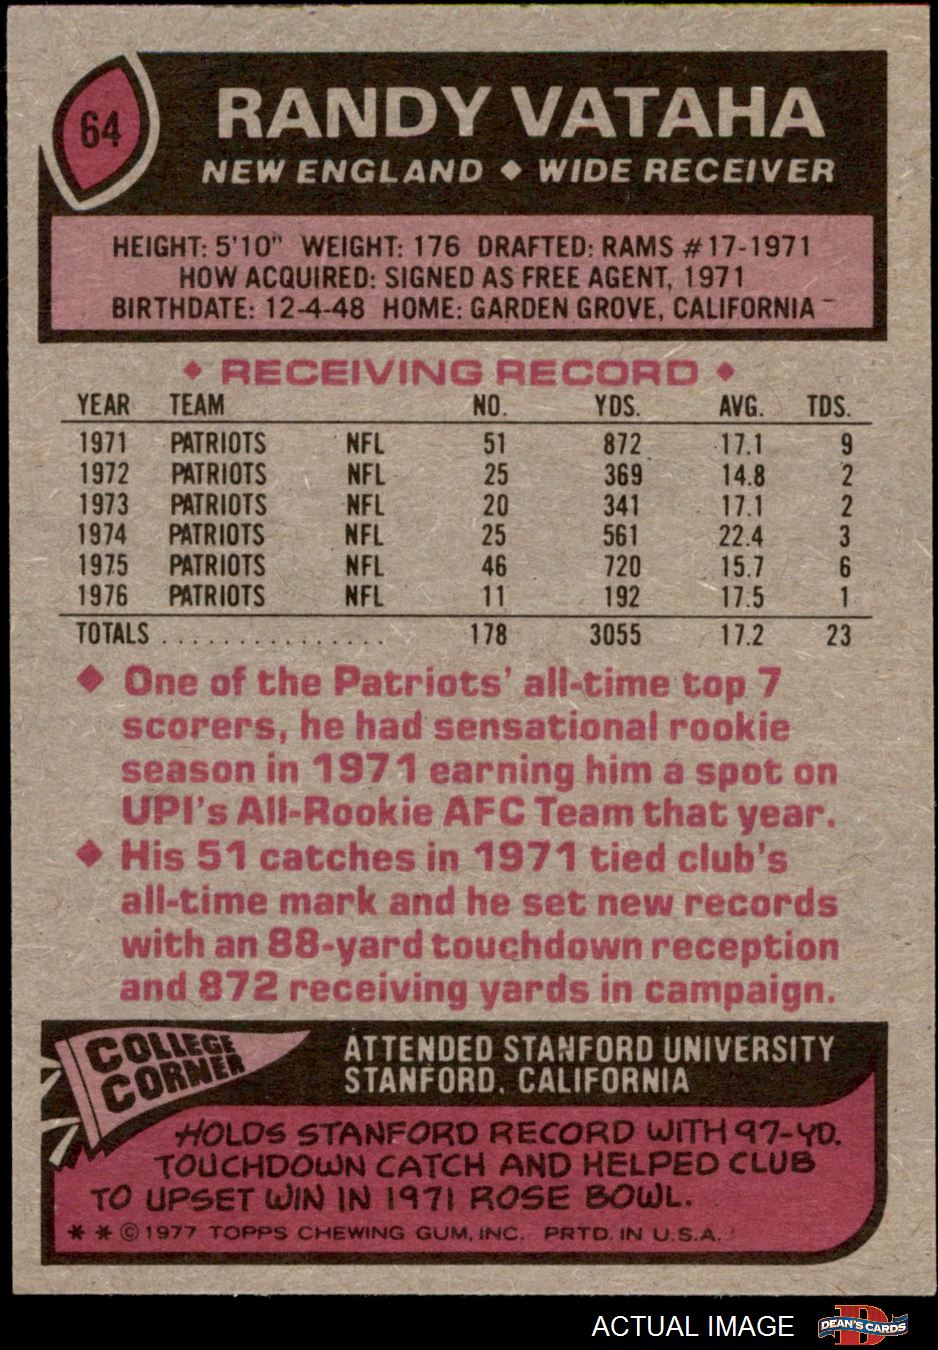 64
RANDY VATAHA
NEW ENGLAND ◆ WIDE RECEIVER
HEIGHT: 5'10" WEIGHT: 176 DRAFTED: RAMS #17-1971
HOW ACQUIRED: SIGNED AS FREE AGENT, 1971
BIRTHDATE: 12-4-48 HOME: GARDEN GROVE, CALIFORNIA
◆ RECEIVING RECORD ◆
YEAR TEAM NO. YDS. AVG. TDS.
1971 PATRIOTS NFL 51 872 17.1 9
1972 PATRIOTS NFL 25 369 14.8 2
1973 PATRIOTS NFL 20 341 17.1 2
1974 PATRIOTS NFL 25 561 22.4 3
1975 PATRIOTS NFL 46 720 15.7 6
1976 PATRIOTS NFL 11 192 17.5 1
TOTALS . . . . . . . . . . . . . . . 178 3055 17.2 23
◆ One of the Patriots' all-time top 7
scorers, he had sensational rookie
season in 1971 earning him a spot on
UPI's All-Rookie AFC Team that year.
◆ His 51 catches in 1971 tied club's
all-time mark and he set new records
with an 88-yard touchdown reception
and 872 receiving yards in campaign.
COLLEGE
CORNER
ATTENDED STANFORD UNIVERSITY
STANFORD, CALIFORNIA
HOLDS STANFORD RECORD WITH 97-YD.
TOUCHDOWN CATCH AND HELPED CLUB
TO UPSET WIN IN 1971 ROSE BOWL.
* * © 1977 TOPPS CHEWING GUM, INC. PRTD. IN U.S.A.
ACTUAL IMAGE
D
DEAN'S CARDS